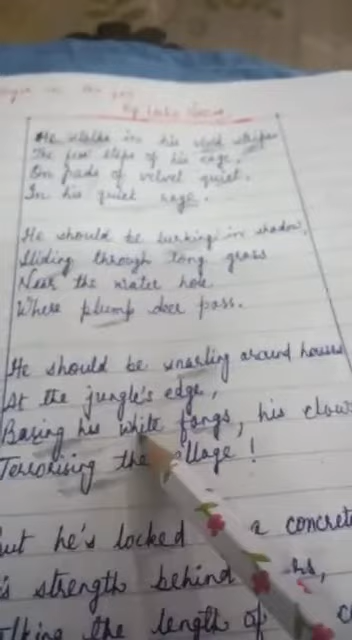 By Leslie Norris
He stalks in his vivid stripes
The few steps of his cage,
On pads of velvet quiet,
In his quiet rage.
He should be lurking in shadow,
Sliding through long grass
Near the water hole
Where plump deer pass.
He should be snarling around houses
At the jungle's edge,
Baring his white fangs, his claws
Terrorising the village !
But he's locked a concrete
strength behind
the length of